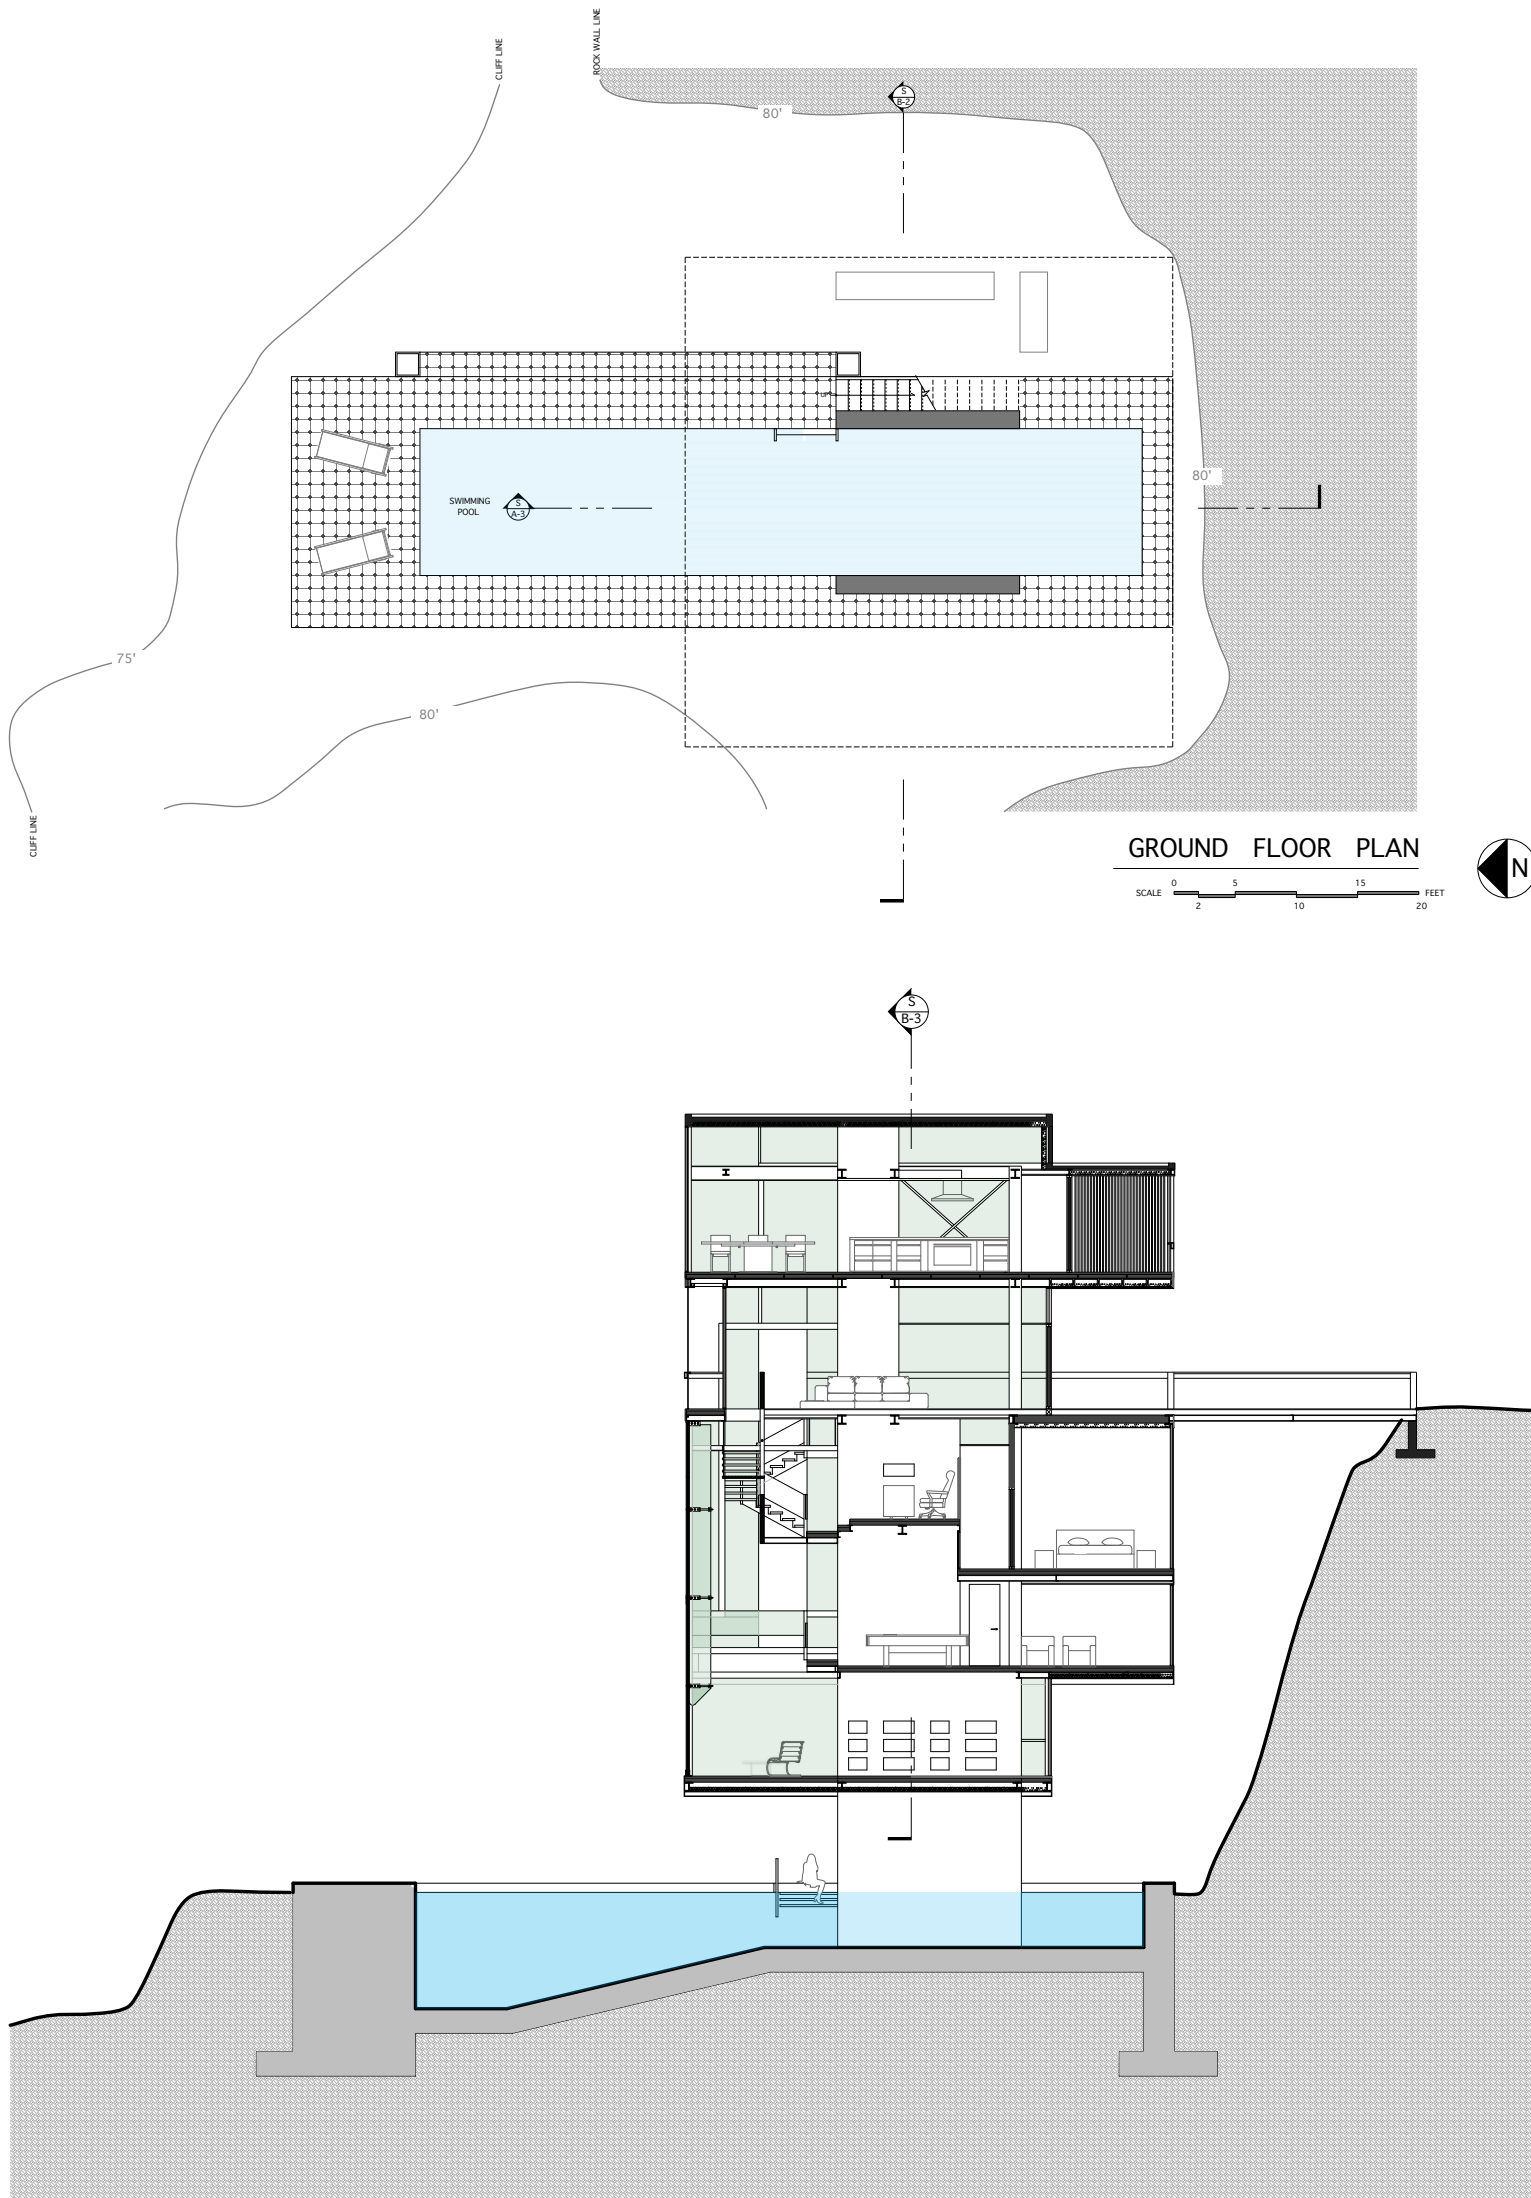 CLIFF LINE
ROCK WALL LINE
S
B-2
80'
UP
80'
SWIMMING
POOL
S
A-3
75'
80'
CLIFF LINE
GROUND FLOOR PLAN
N
0 5 15
SCALE FEET
2 10 20
S
B-3